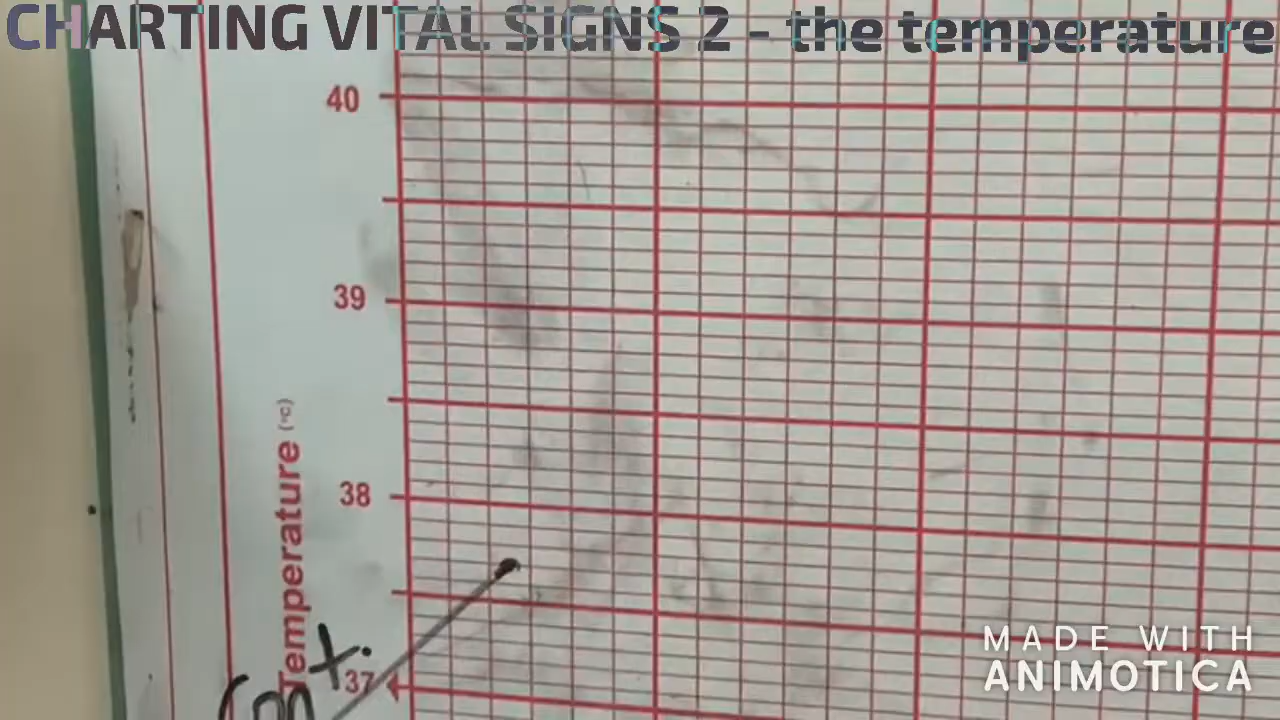 CHARTING VITAL SIGNS 2 - the temperature
40
39
38
37
Temperature (°C)
MADE WITH
ANIMOTICA